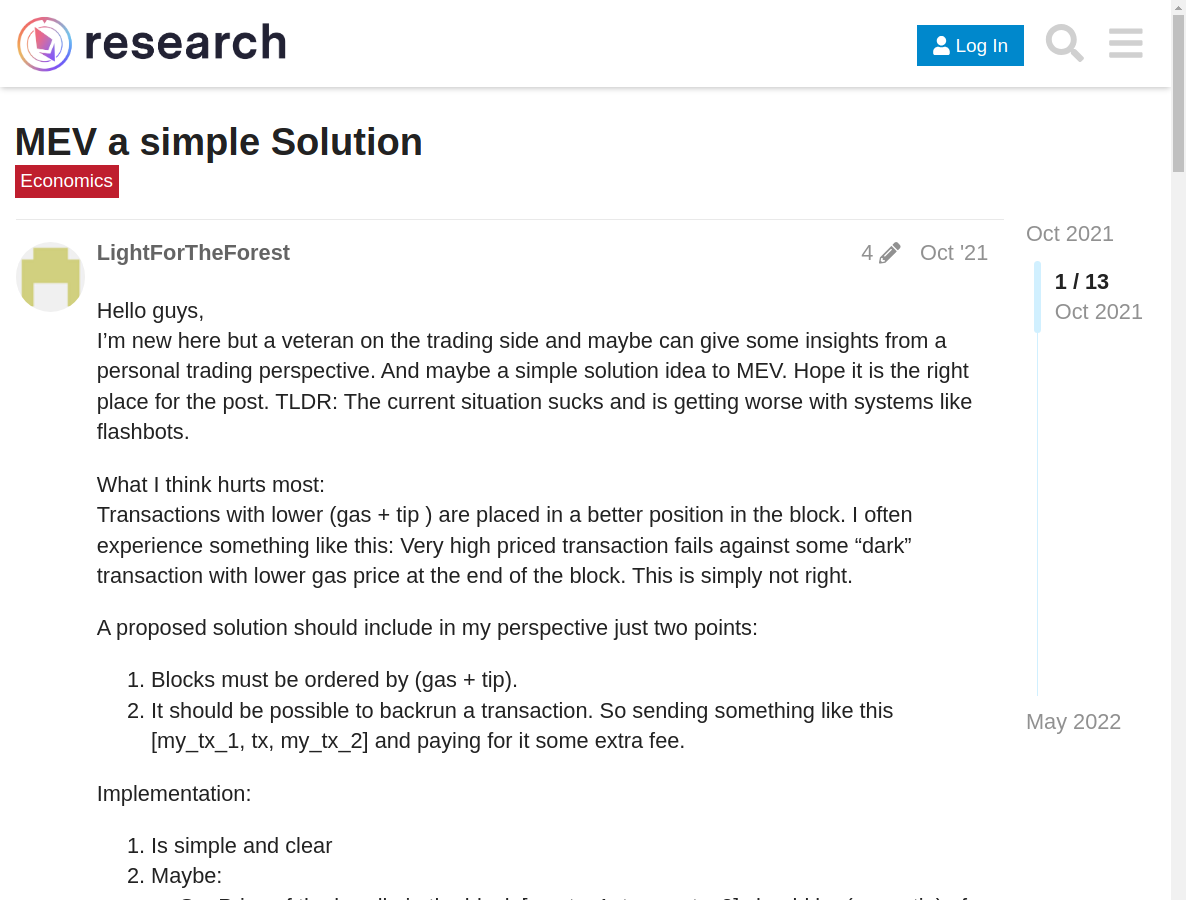 research
Log In
MEV a simple Solution
Economics
LightForTheForest
4
Oct '21
Oct 2021
1 / 13
Oct 2021
Hello guys,
I’m new here but a veteran on the trading side and maybe can give some insights from a
personal trading perspective. And maybe a simple solution idea to MEV. Hope it is the right
place for the post. TLDR: The current situation sucks and is getting worse with systems like
flashbots.
What I think hurts most:
Transactions with lower (gas + tip ) are placed in a better position in the block. I often
experience something like this: Very high priced transaction fails against some “dark”
transaction with lower gas price at the end of the block. This is simply not right.
A proposed solution should include in my perspective just two points:
1. Blocks must be ordered by (gas + tip).
2. It should be possible to backrun a transaction. So sending something like this
[my_tx_1, tx, my_tx_2] and paying for it some extra fee.
May 2022
Implementation:
1. Is simple and clear
2. Maybe: